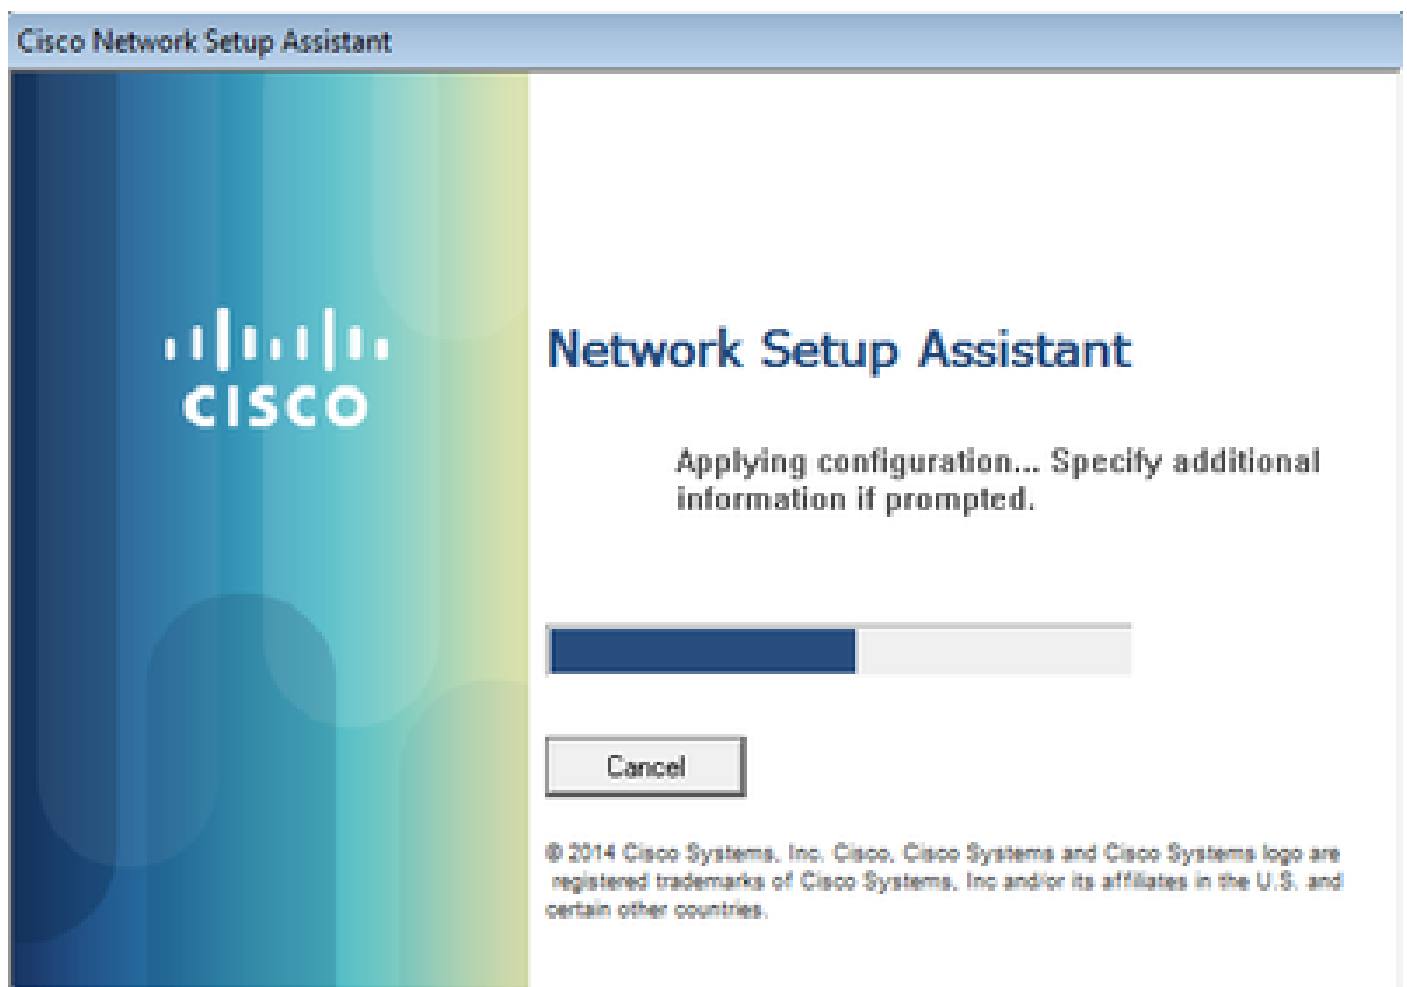 Cisco Network Setup Assistant
CISCO
Network Setup Assistant
Applying configuration... Specify additional
information if prompted.
Cancel
© 2014 Cisco Systems, Inc. Cisco, Cisco Systems and Cisco Systems logo are
registered trademarks of Cisco Systems, Inc and/or its affiliates in the U.S. and
certain other countries.